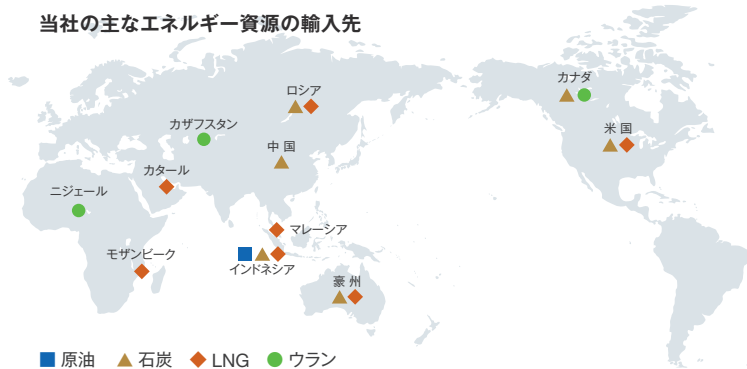 当社の主なエネルギー資源の輸入先
ロシア
カナダ
カザフスタン
米国
中国
カタール
ニジェール
マレーシア
モザンビーク
インドネシア
豪州
原油 石炭 LNG ウラン